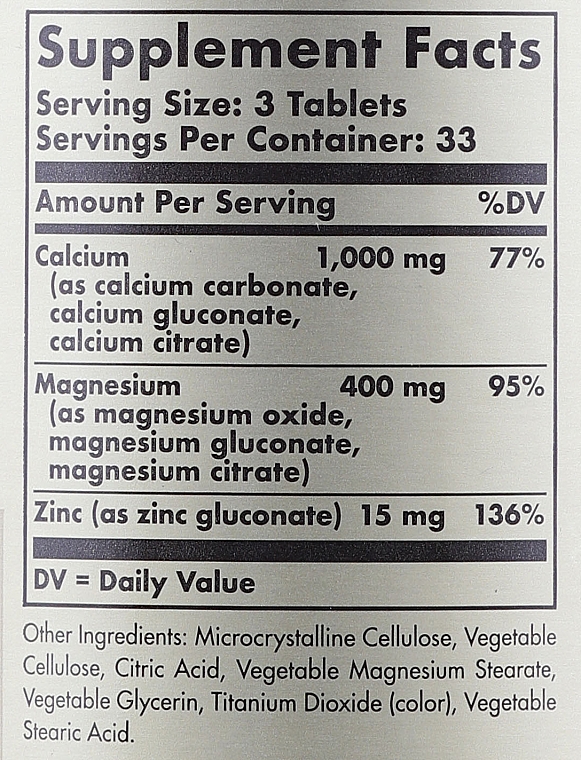 Supplement Facts
Serving Size: 3 Tablets
Servings Per Container: 33
Amount Per Serving %DV
Calcium 1,000 mg 77%
(as calcium carbonate,
calcium gluconate,
calcium citrate)
Magnesium 400 mg 95%
(as magnesium oxide,
magnesium gluconate,
magnesium citrate)
Zinc (as zinc gluconate) 15 mg 136%
DV = Daily Value
Other Ingredients: Microcrystalline Cellulose, Vegetable
Cellulose, Citric Acid, Vegetable Magnesium Stearate,
Vegetable Glycerin, Titanium Dioxide (color), Vegetable
Stearic Acid.